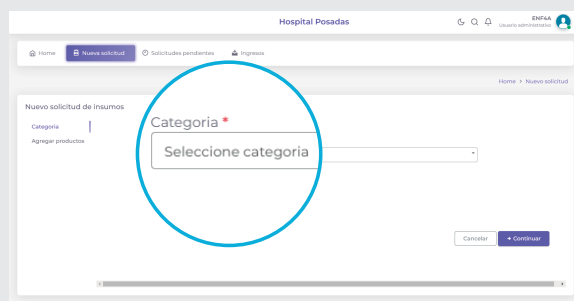 Hospital Posadas
ENF4A
Usuario administrativo
Home
Nueva solicitud
Solicitudes pendientes
Ingresos
Home > Nuevo solicitud
Nuevo solicitud de insumos
Categoria
Agregar productos
Categoria *
Seleccione categoria
Cancelar
→ Continuar